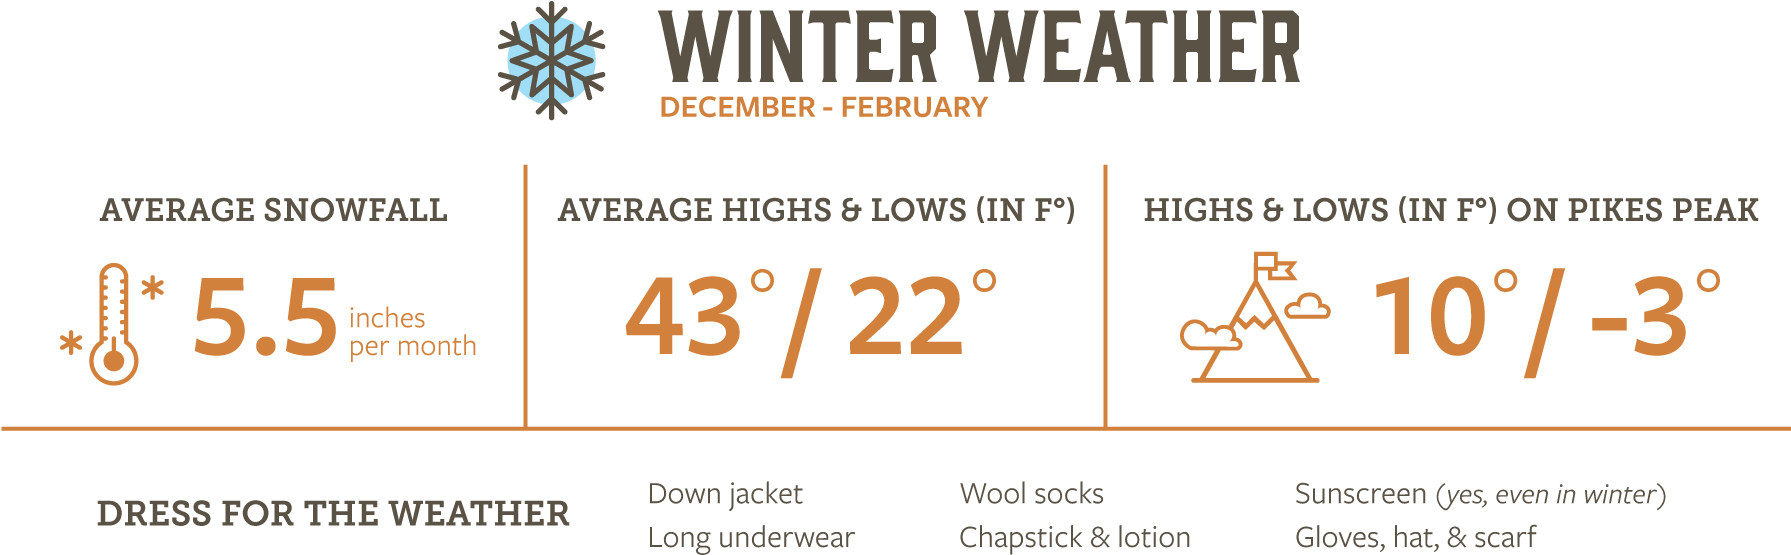 WINTER WEATHER
DECEMBER - FEBRUARY
AVERAGE SNOWFALL
5.5 inches
per month
AVERAGE HIGHS & LOWS (IN F°)
43°/ 22°
HIGHS & LOWS (IN F°) ON PIKES PEAK
10°/ -3°
DRESS FOR THE WEATHER
Down jacket
Long underwear
Wool socks
Chapstick & lotion
Sunscreen (yes, even in winter)
Gloves, hat, & scarf